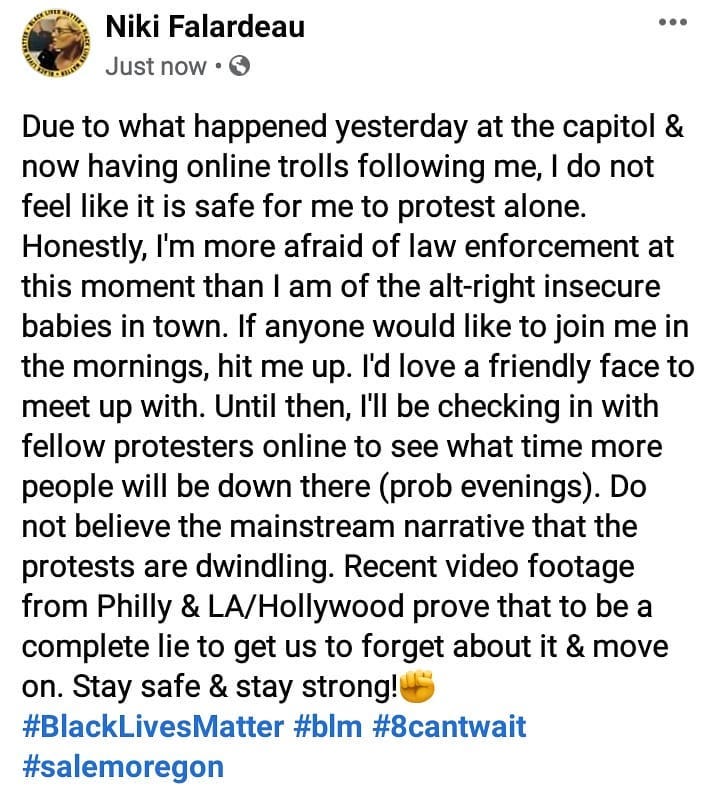 Niki Falardeau
Just now ·
Due to what happened yesterday at the capitol &
now having online trolls following me, I do not
feel like it is safe for me to protest alone.
Honestly, I'm more afraid of law enforcement at
this moment than I am of the alt-right insecure
babies in town. If anyone would like to join me in
the mornings, hit me up. I'd love a friendly face to
meet up with. Until then, I'll be checking in with
fellow protesters online to see what time more
people will be down there (prob evenings). Do
not believe the mainstream narrative that the
protests are dwindling. Recent video footage
from Philly & LA/Hollywood prove that to be a
complete lie to get us to forget about it & move
on. Stay safe & stay strong!✊
#BlackLivesMatter #blm #8cantwait
#salemoregon